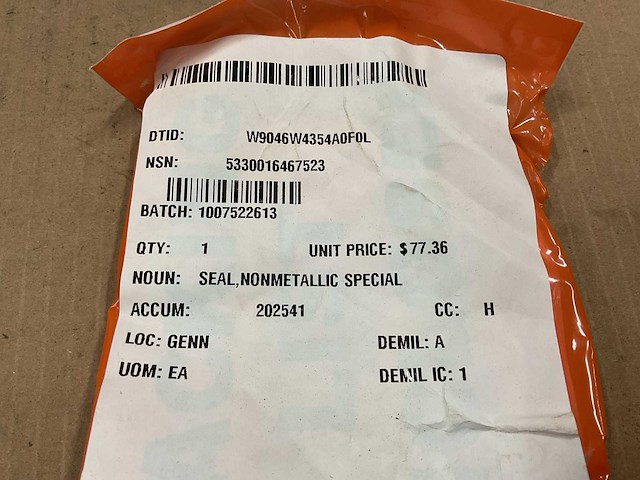 DTID: W9046W4354A0F0L
NSN: 5330016467523
BATCH: 1007522613
QTY: 1 UNIT PRICE: $77.36
NOUN: SEAL,NONMETALLIC SPECIAL
ACCUM: 202541 CC: H
LOC: GENN DEMIL: A
UOM: EA DEMIL IC: 1